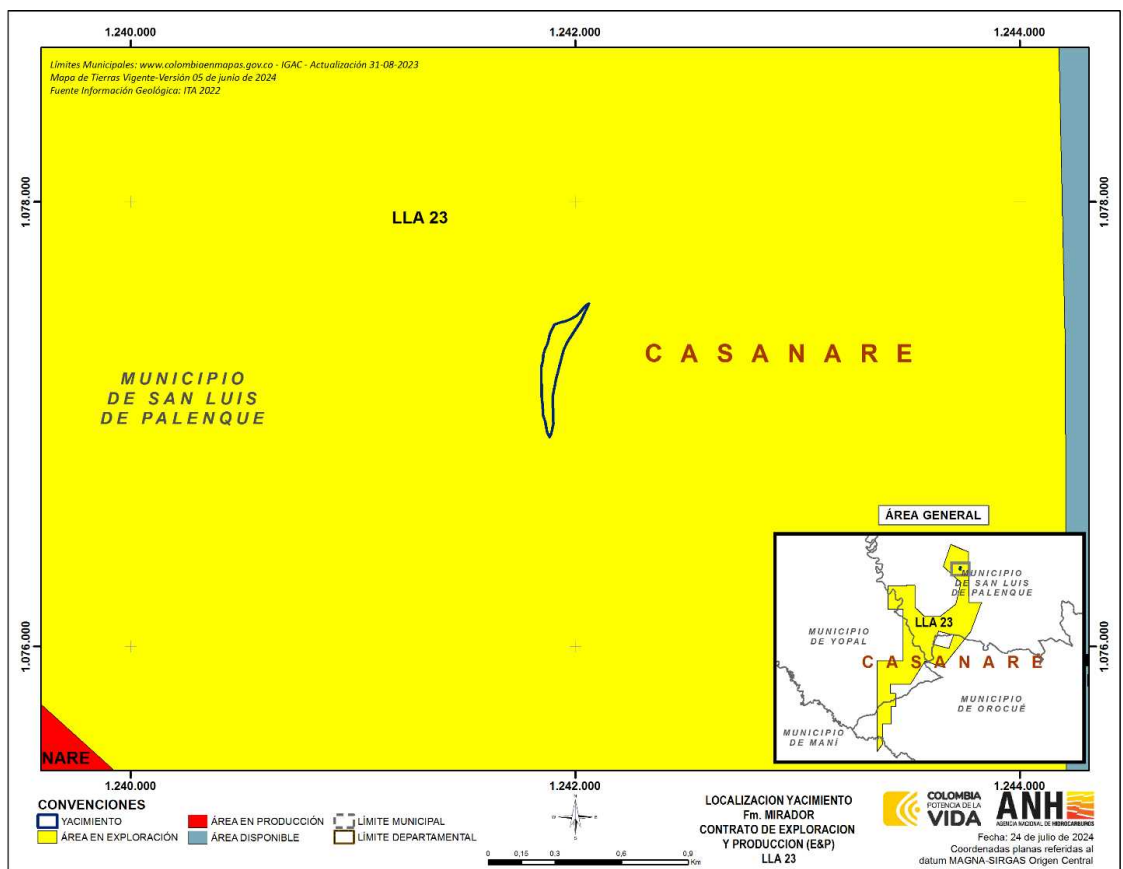 1.240.000
1.242.000
1.244.000
Límites Municipales: www.colombiaenmapas.gov.co - IGAC - Actualización 31-08-2023
Mapa de Tierras Vigente-Versión 05 de junio de 2024
Fuente Información Geológica: ITA 2022
1.078.000
1.078.000
LLA 23
CASANARE
MUNICIPIO
DE SAN LUIS
DE PALENQUE
ÁREA GENERAL
MUNICIPIO
DE SAN LUIS
DE PALENQUE
LLA 23
MUNICIPIO
DE YOPAL
CASANARE
MUNICIPIO
DE OROCUÉ
MUNICIPIO
DE MANÍ
1.076.000
1.076.000
NARE
1.240.000
1.242.000
1.244.000
CONVENCIONES
YACIMIENTO
ÁREA EN EXPLORACIÓN
ÁREA EN PRODUCCIÓN
ÁREA DISPONIBLE
LÍMITE MUNICIPAL
LÍMITE DEPARTAMENTAL
0 0,15 0,3 0,6 0,9
Km
LOCALIZACION YACIMIENTO
Fm. MIRADOR
CONTRATO DE EXPLORACION
Y PRODUCCION (E&P)
LLA 23
COLOMBIA
POTENCIA DE LA
VIDA
ANH
AGENCIA NACIONAL DE HIDROCARBUROS
Fecha: 24 de julio de 2024
Coordenadas planas referidas al
datum MAGNA-SIRGAS Origen Central